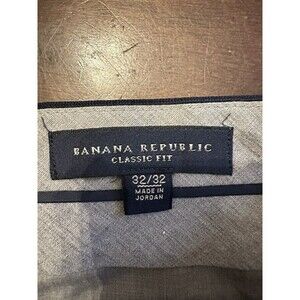 BANANA REPUBLIC
CLASSIC FIT
32/32
MADE IN
JORDAN